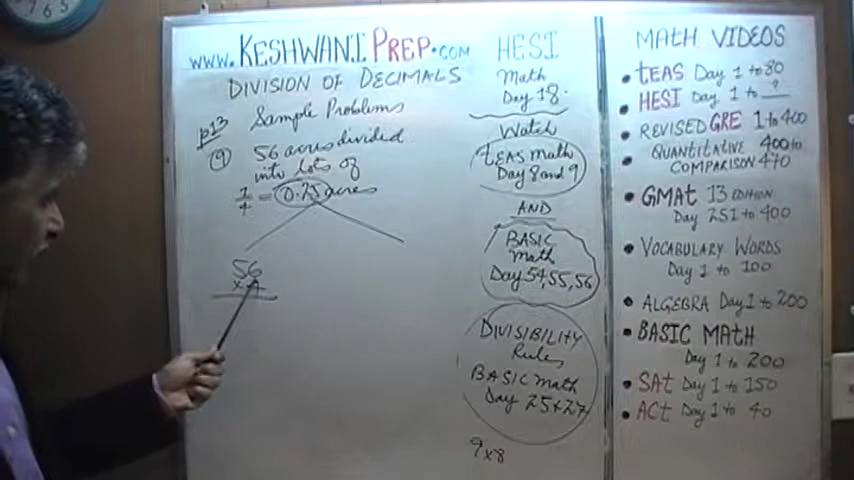 WWW.KESHWANIPREP.COM
DIVISION OF DECIMALS
p13 Sample Problems
9 56 acres divided
into lots of
1/4 = 0.25 acres
56
x 4
HESI
Math
Day 18
Watch
TEAS Math
Day 8 and 9
AND
BASIC
Math
Day 54,55,56
DIVISIBILITY
Rules
BASIC Math
Day 25+27
9x8
MATH VIDEOS
• TEAS Day 1 to 80
• HESI Day 1 to ?
• REVISED GRE 1 to 400
• QUANTITATIVE 400 to
COMPARISON 470
• GMAT 13 EDITION
Day 251 to 400
• VOCABULARY WORDS
Day 1 to 100
• ALGEBRA Day 1 to 200
• BASIC MATH
Day 1 to 200
• SAT Day 1 to 150
• ACT Day 1 to 40
7 6 5